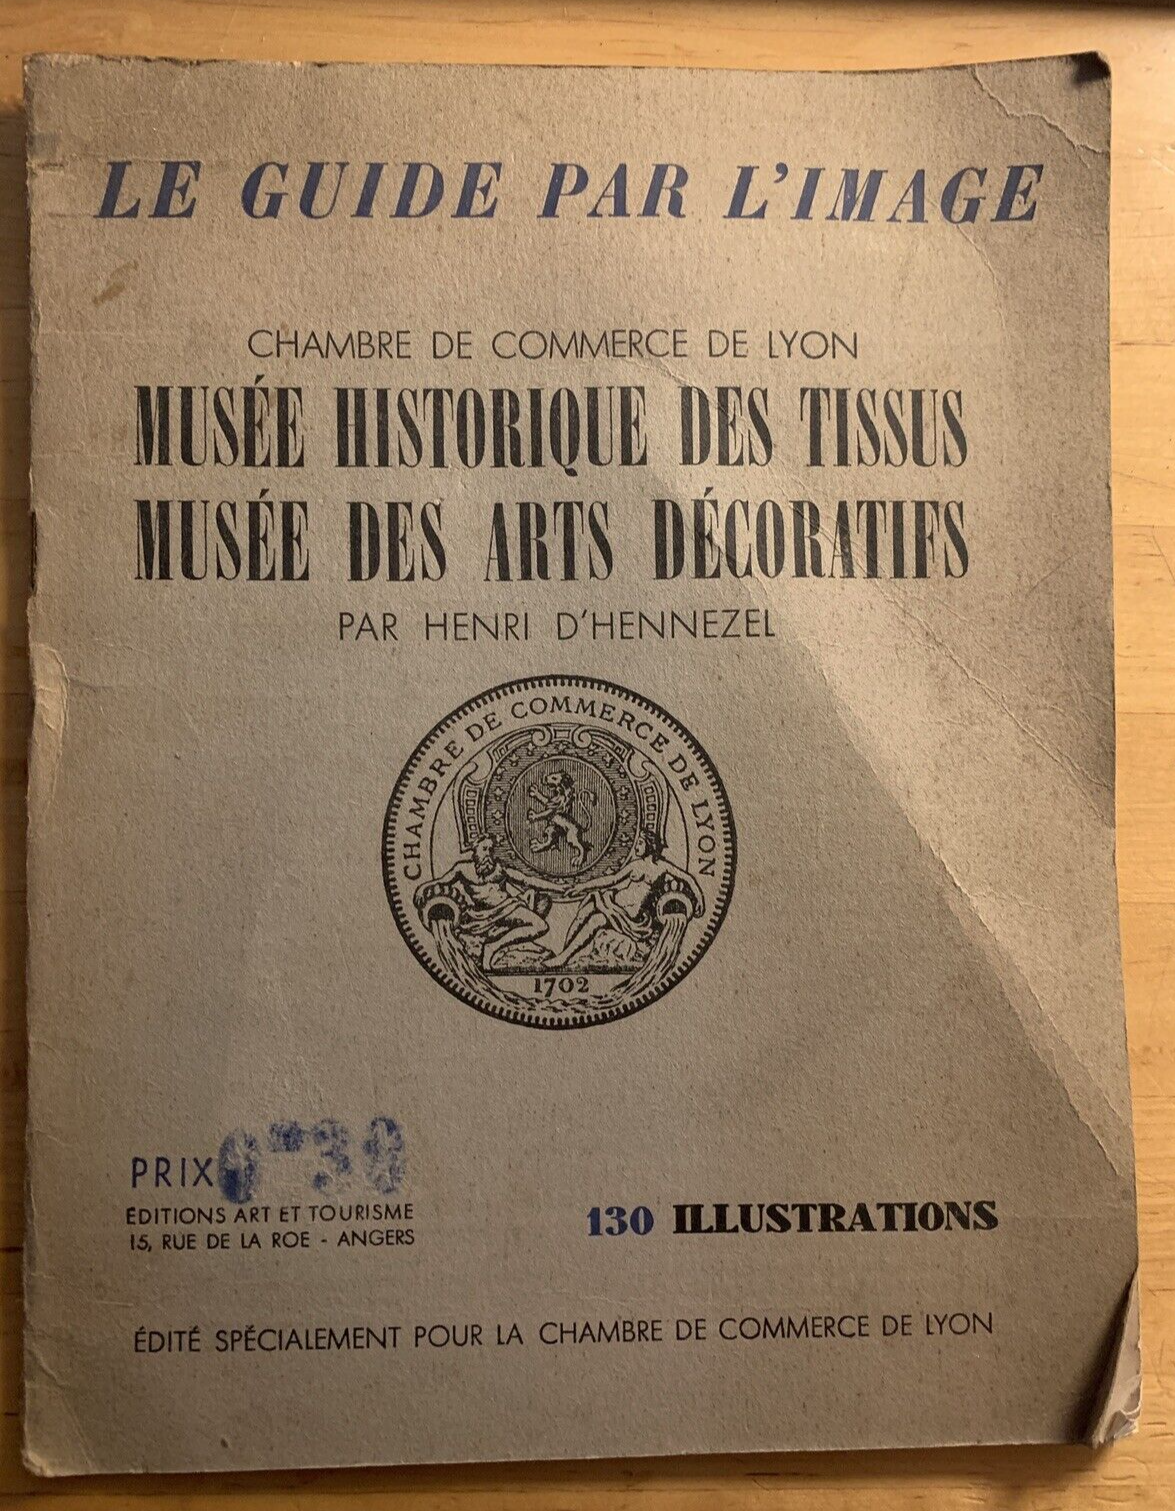 LE GUIDE PAR L'IMAGE
CHAMBRE DE COMMERCE DE LYON
MUSÉE HISTORIQUE DES TISSUS
MUSÉE DES ARTS DÉCORATIFS
PAR HENRI D'HENNEZEL
CHAMBRE DE COMMERCE DE LYON
1702
PRIX
ÉDITIONS ART ET TOURISME
15, RUE DE LA ROE - ANGERS
130 ILLUSTRATIONS
ÉDITÉ SPÉCIALEMENT POUR LA CHAMBRE DE COMMERCE DE LYON